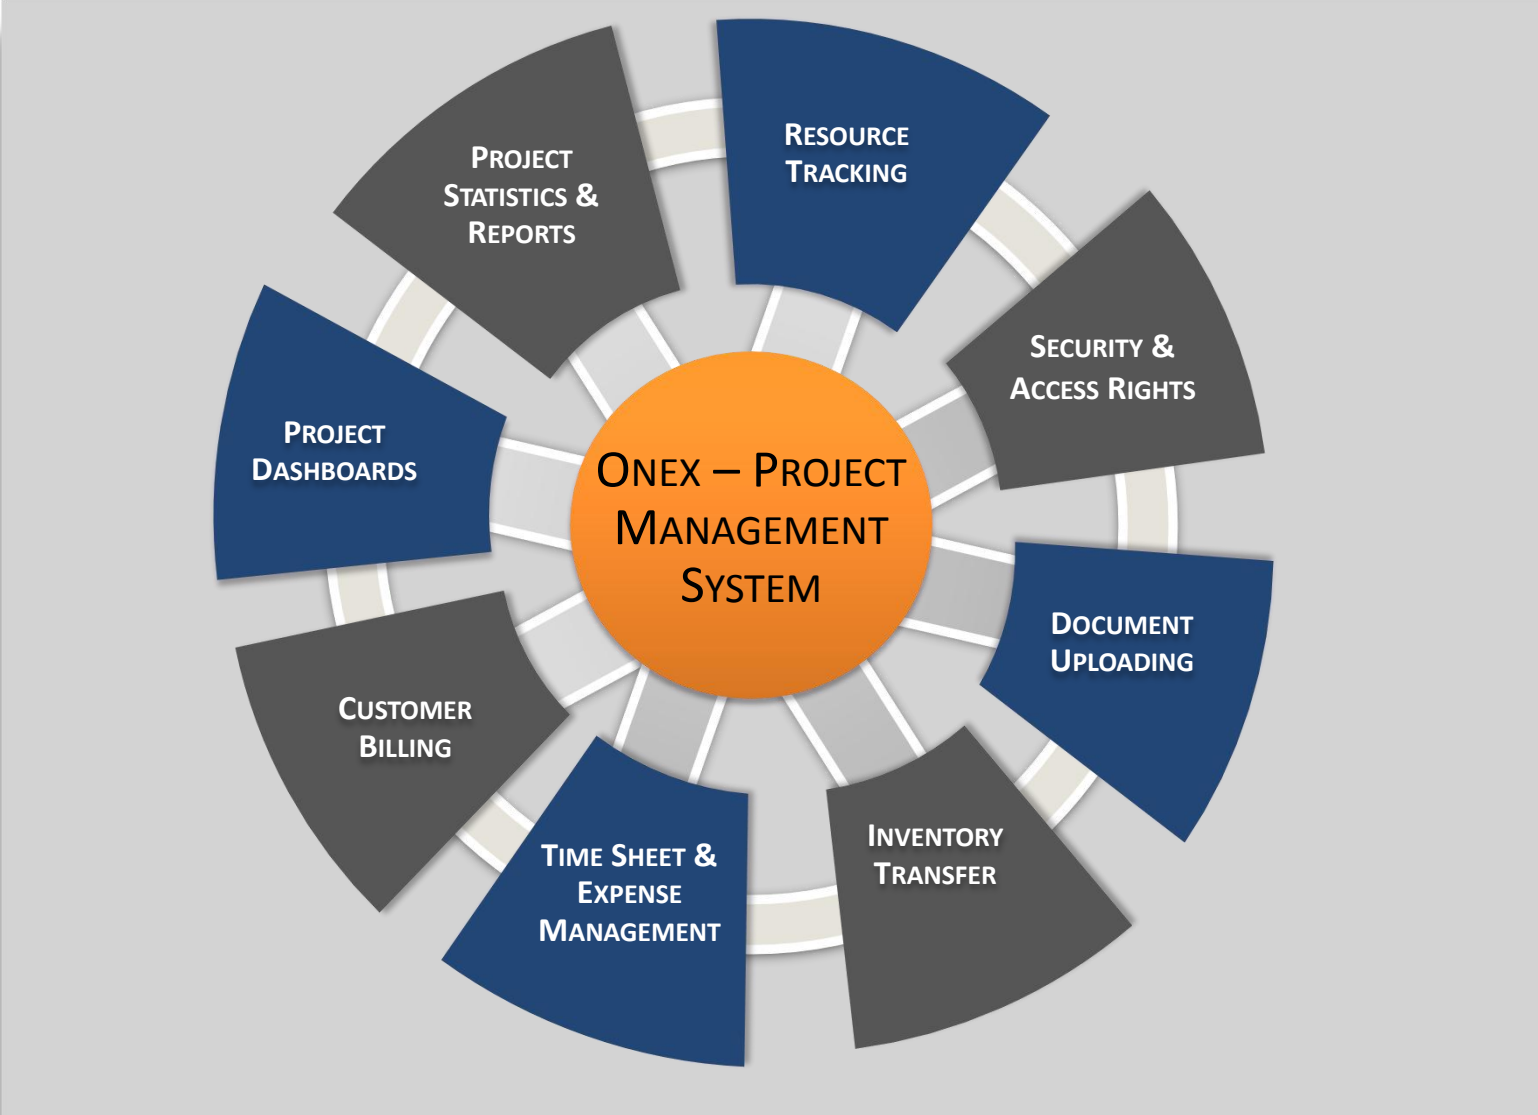 Resource
Tracking
Security &
Access Rights
Document
Uploading
Inventory
Transfer
Time Sheet &
Expense
Management
Customer
Billing
Project
Dashboards
Project
Statistics &
Reports
Onex – Project
Management
System